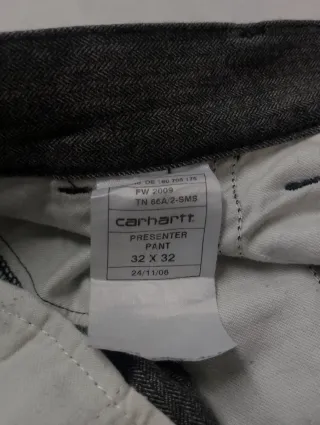 FW 2009
TN 66A/2-SMS
carhartt
PRESENTER
PANT
32 X 32
24/11/08